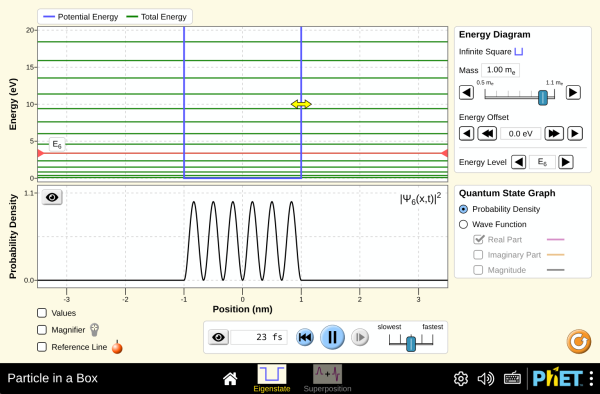 Potential Energy Total Energy
Energy (eV)
20
15
10
5
0
E6
Energy Diagram
Infinite Square
Mass 1.00 me
0.5 me 1.1 me
Energy Offset
0.0 eV
Energy Level E6
Probability Density
1.1
0.0
|Ψ6(x,t)|2
-3 -2 -1 0 1 2 3
Position (nm)
Quantum State Graph
Probability Density
Wave Function
Real Part
Imaginary Part
Magnitude
Values
Magnifier
Reference Line
23 fs
slowest fastest
Particle in a Box
Eigenstate
Superposition
PhET